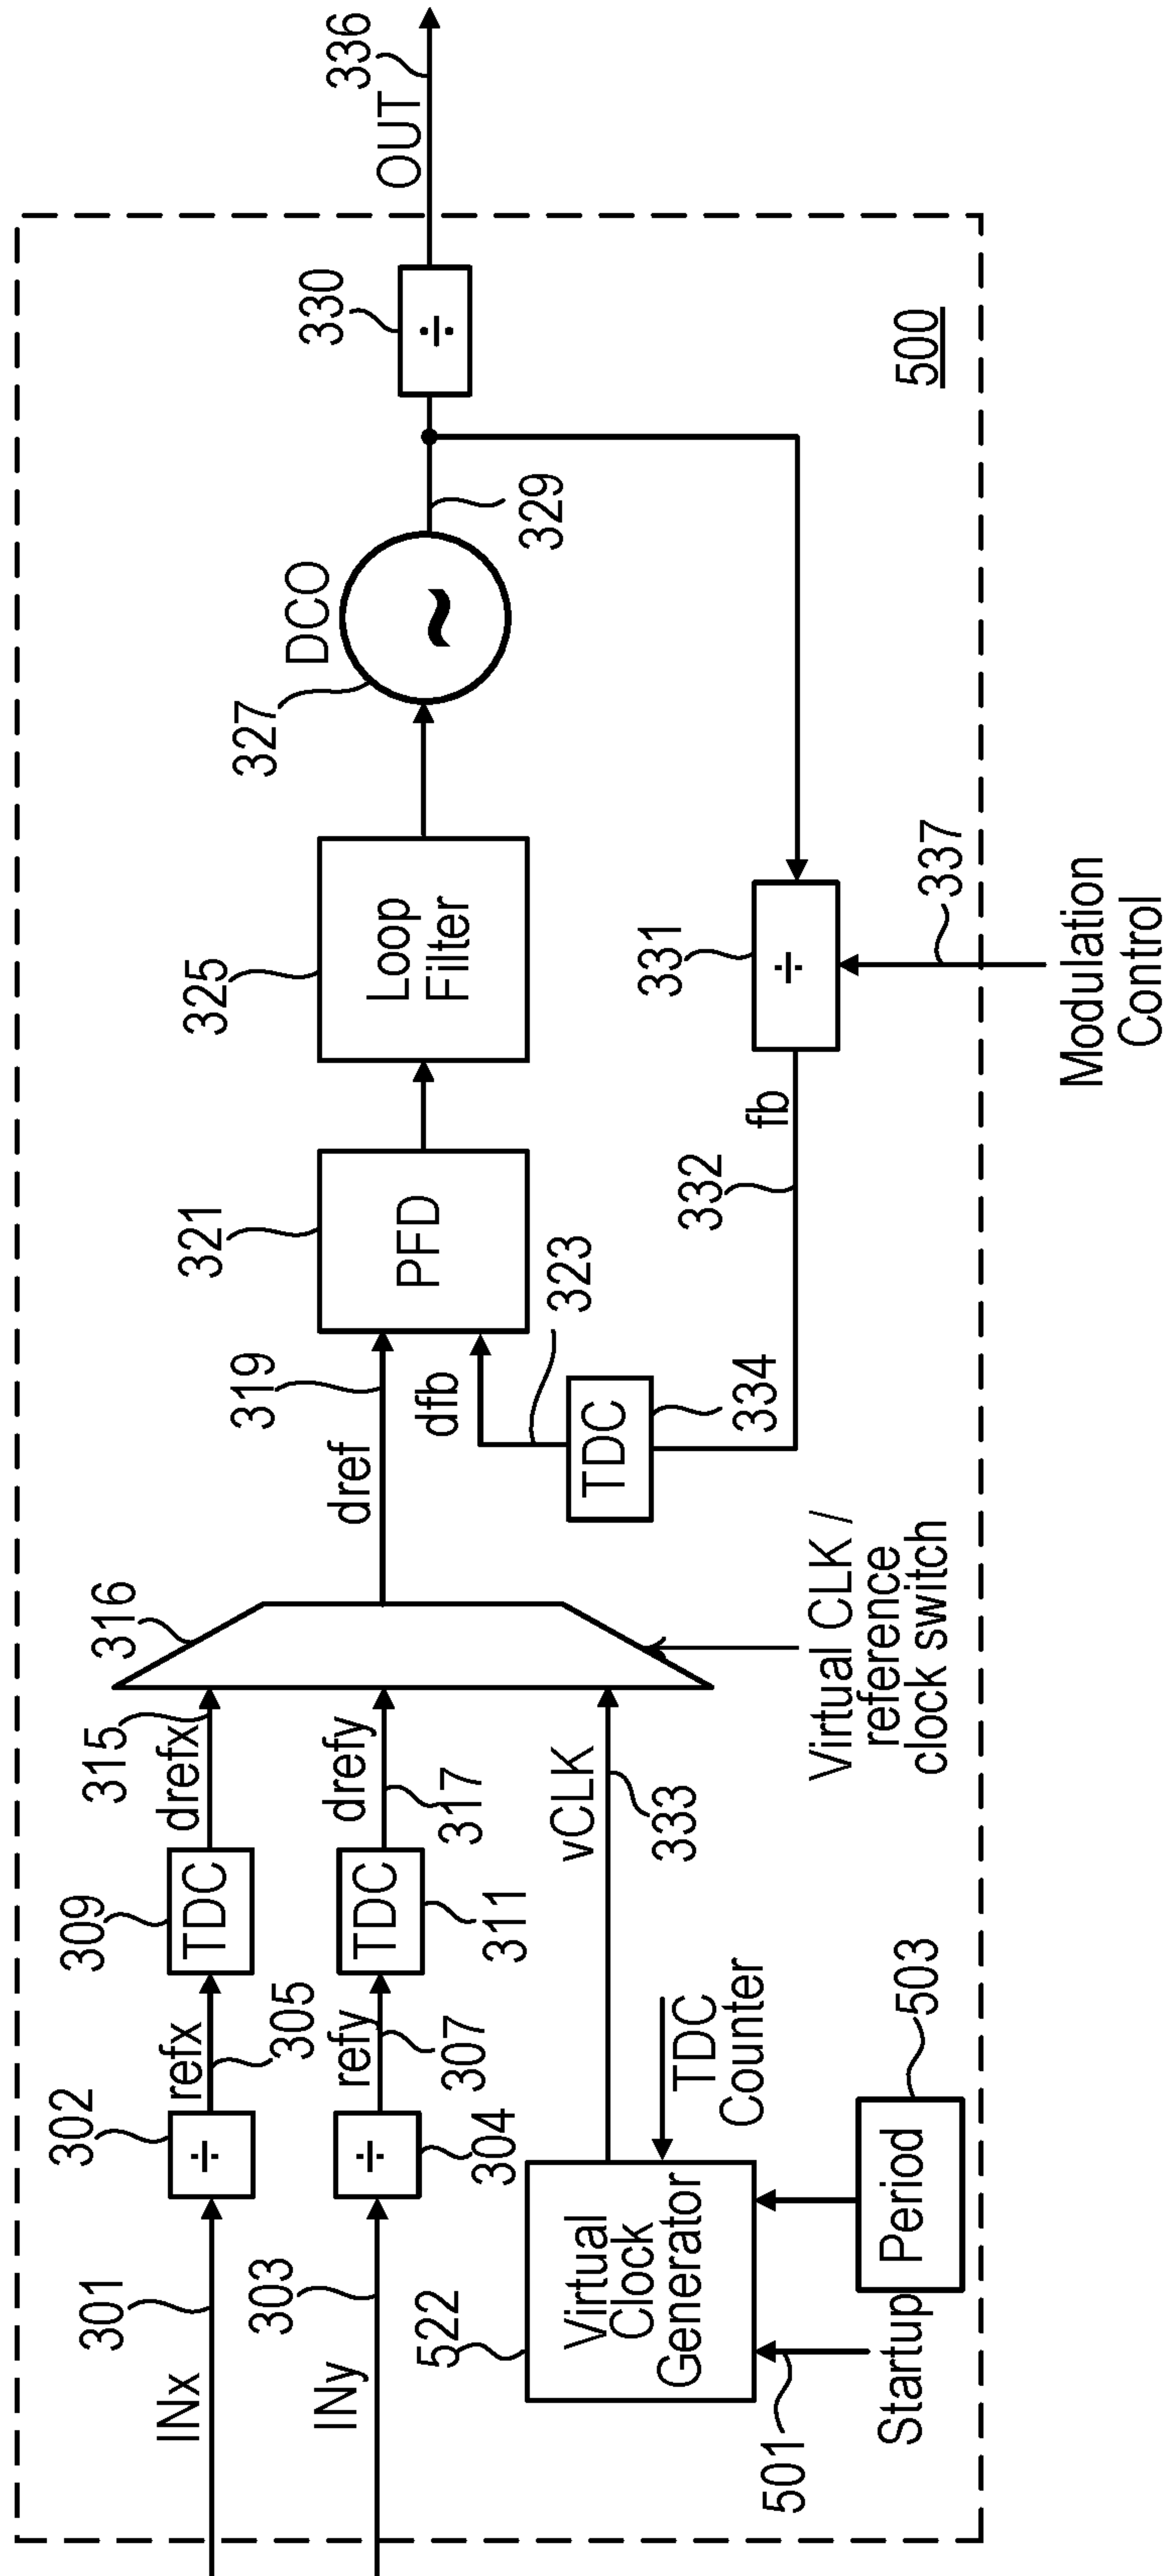 INx
301
302
÷
refx
305
309
TDC
315
drefx
INy
303
304
÷
refy
307
311
TDC
drefy
317
316
522
Virtual
Clock
Generator
vCLK
333
TDC
Counter
501
Startup
Period
503
Virtual CLK /
reference
clock switch
dref
319
dfb
323
TDC
334
321
PFD
325
Loop
Filter
327
DCO
~
329
330
÷
OUT
336
332
fb
331
÷
337
Modulation
Control
500